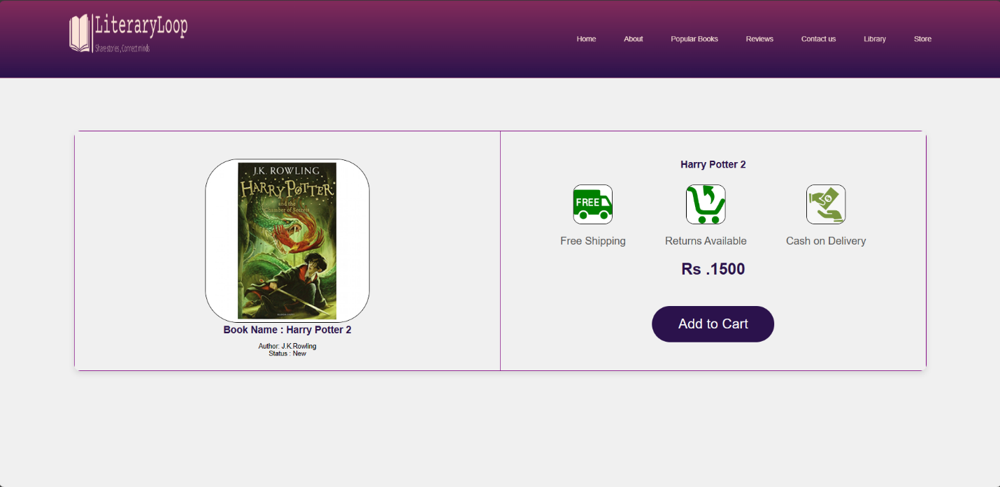 LiteraryLoop
Share stories , Connect minds
Home About Popular Books Reviews Contact us Library Store
J.K. ROWLING
HARRY POTTER
and the
Chamber of Secrets
Book Name : Harry Potter 2
Author: J.K.Rowling
Status : New
Harry Potter 2
FREE
Free Shipping Returns Available Cash on Delivery
Rs .1500
Add to Cart